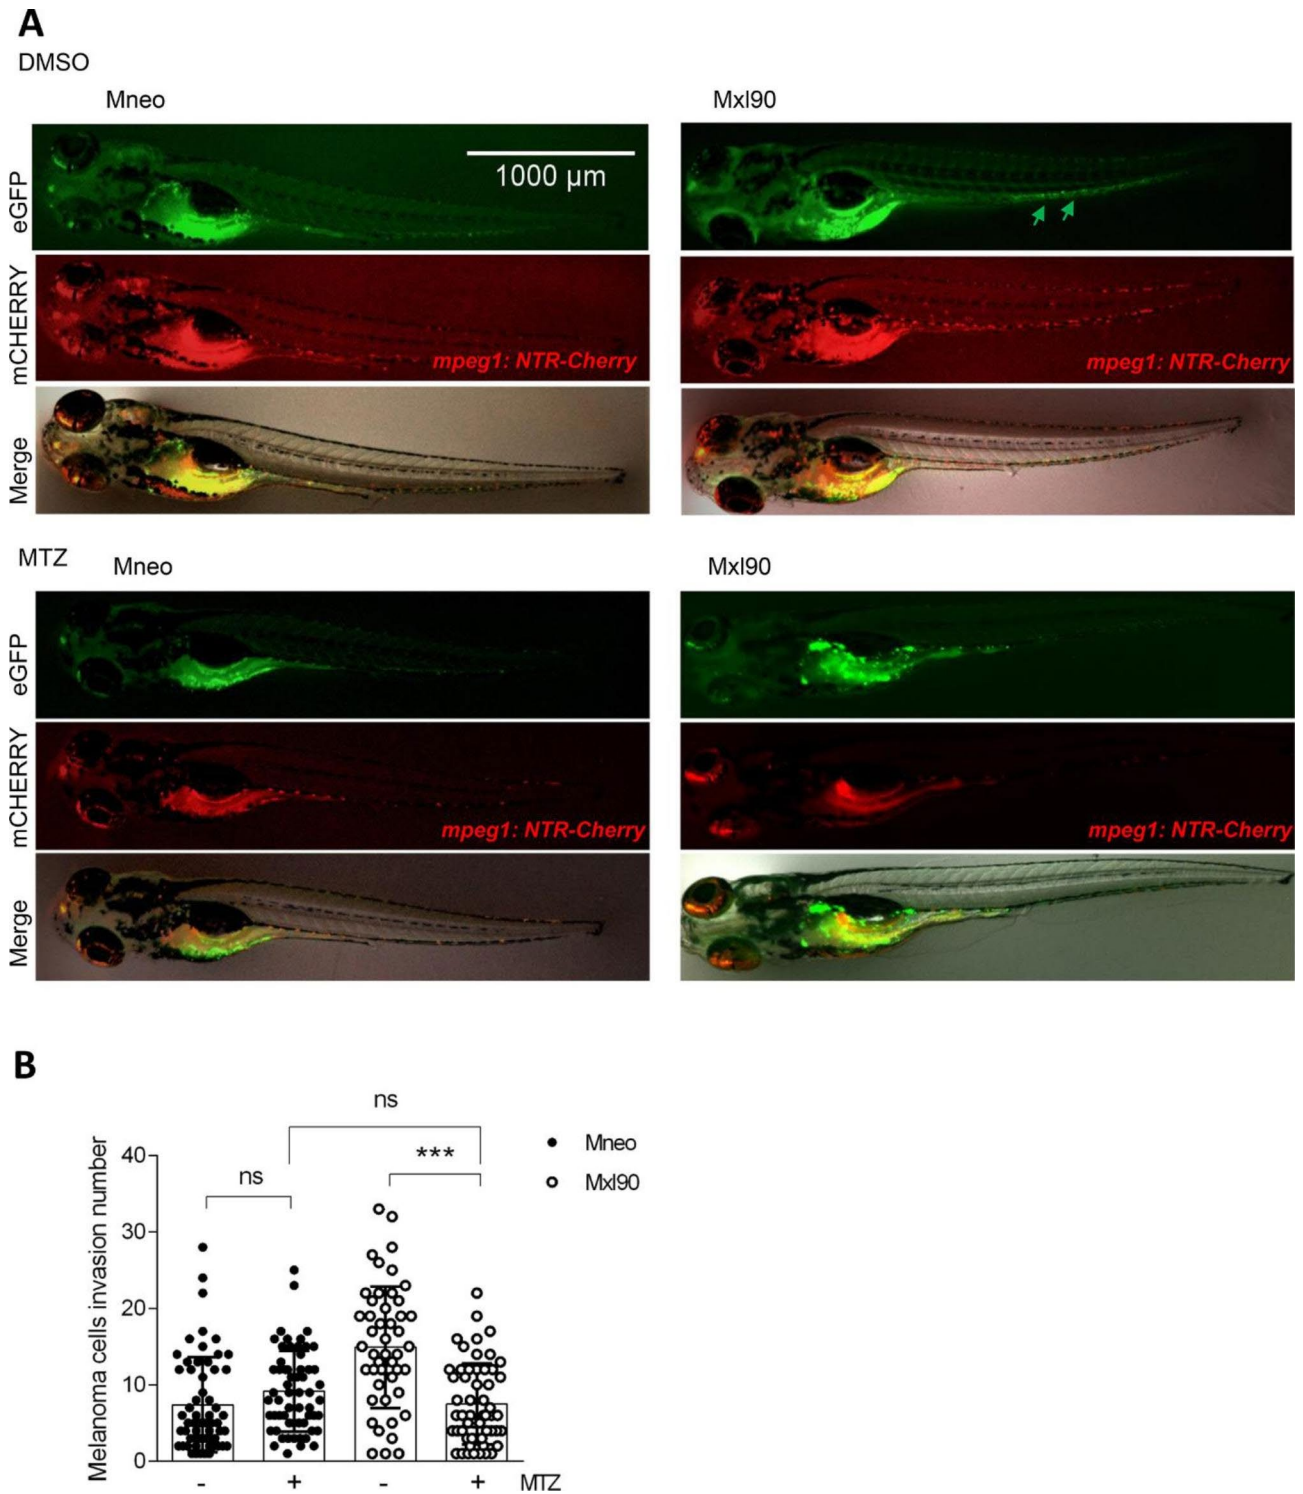 A
DMSO
Mneo
Mxl90
eGFP
1000 µm
mCHERRY
mpeg1: NTR-Cherry
mpeg1: NTR-Cherry
Merge
MTZ
Mneo
Mxl90
eGFP
mCHERRY
mpeg1: NTR-Cherry
mpeg1: NTR-Cherry
Merge
B
Melanoma cells invasion number
40
30
20
10
0
ns
ns
***
Mneo
Mxl90
- + - + MTZ